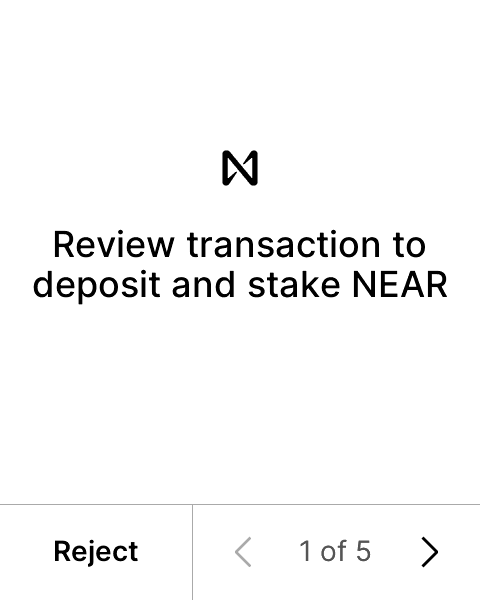 Review transaction to
deposit and stake NEAR
Reject
1 of 5